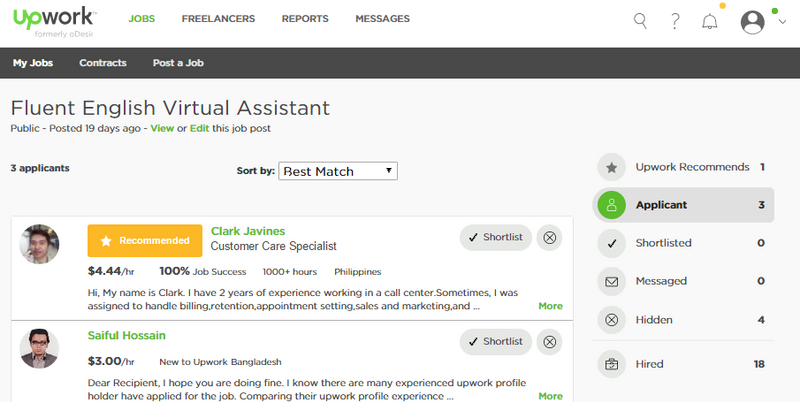 Upwork
formerly oDesk
JOBS FREELANCERS REPORTS MESSAGES
My Jobs Contracts Post a Job
Fluent English Virtual Assistant
Public - Posted 19 days ago - View or Edit this job post
3 applicants
Sort by: Best Match
Recommended
Clark Javines
Customer Care Specialist
Shortlist
$4.44/hr 100% Job Success 1000+ hours Philippines
Hi, My name is Clark. I have 2 years of experience working in a call center.Sometimes, I was
assigned to handle billing,retention,appointment setting,sales and marketing,and ... More
Saiful Hossain
Shortlist
$3.00/hr New to Upwork Bangladesh
Dear Recipient, I hope you are doing fine. I know there are many experienced upwork profile
holder have applied for the job. Comparing their upwork profile experience ... More
Upwork Recommends 1
Applicant 3
Shortlisted 0
Messaged 0
Hidden 4
Hired 18